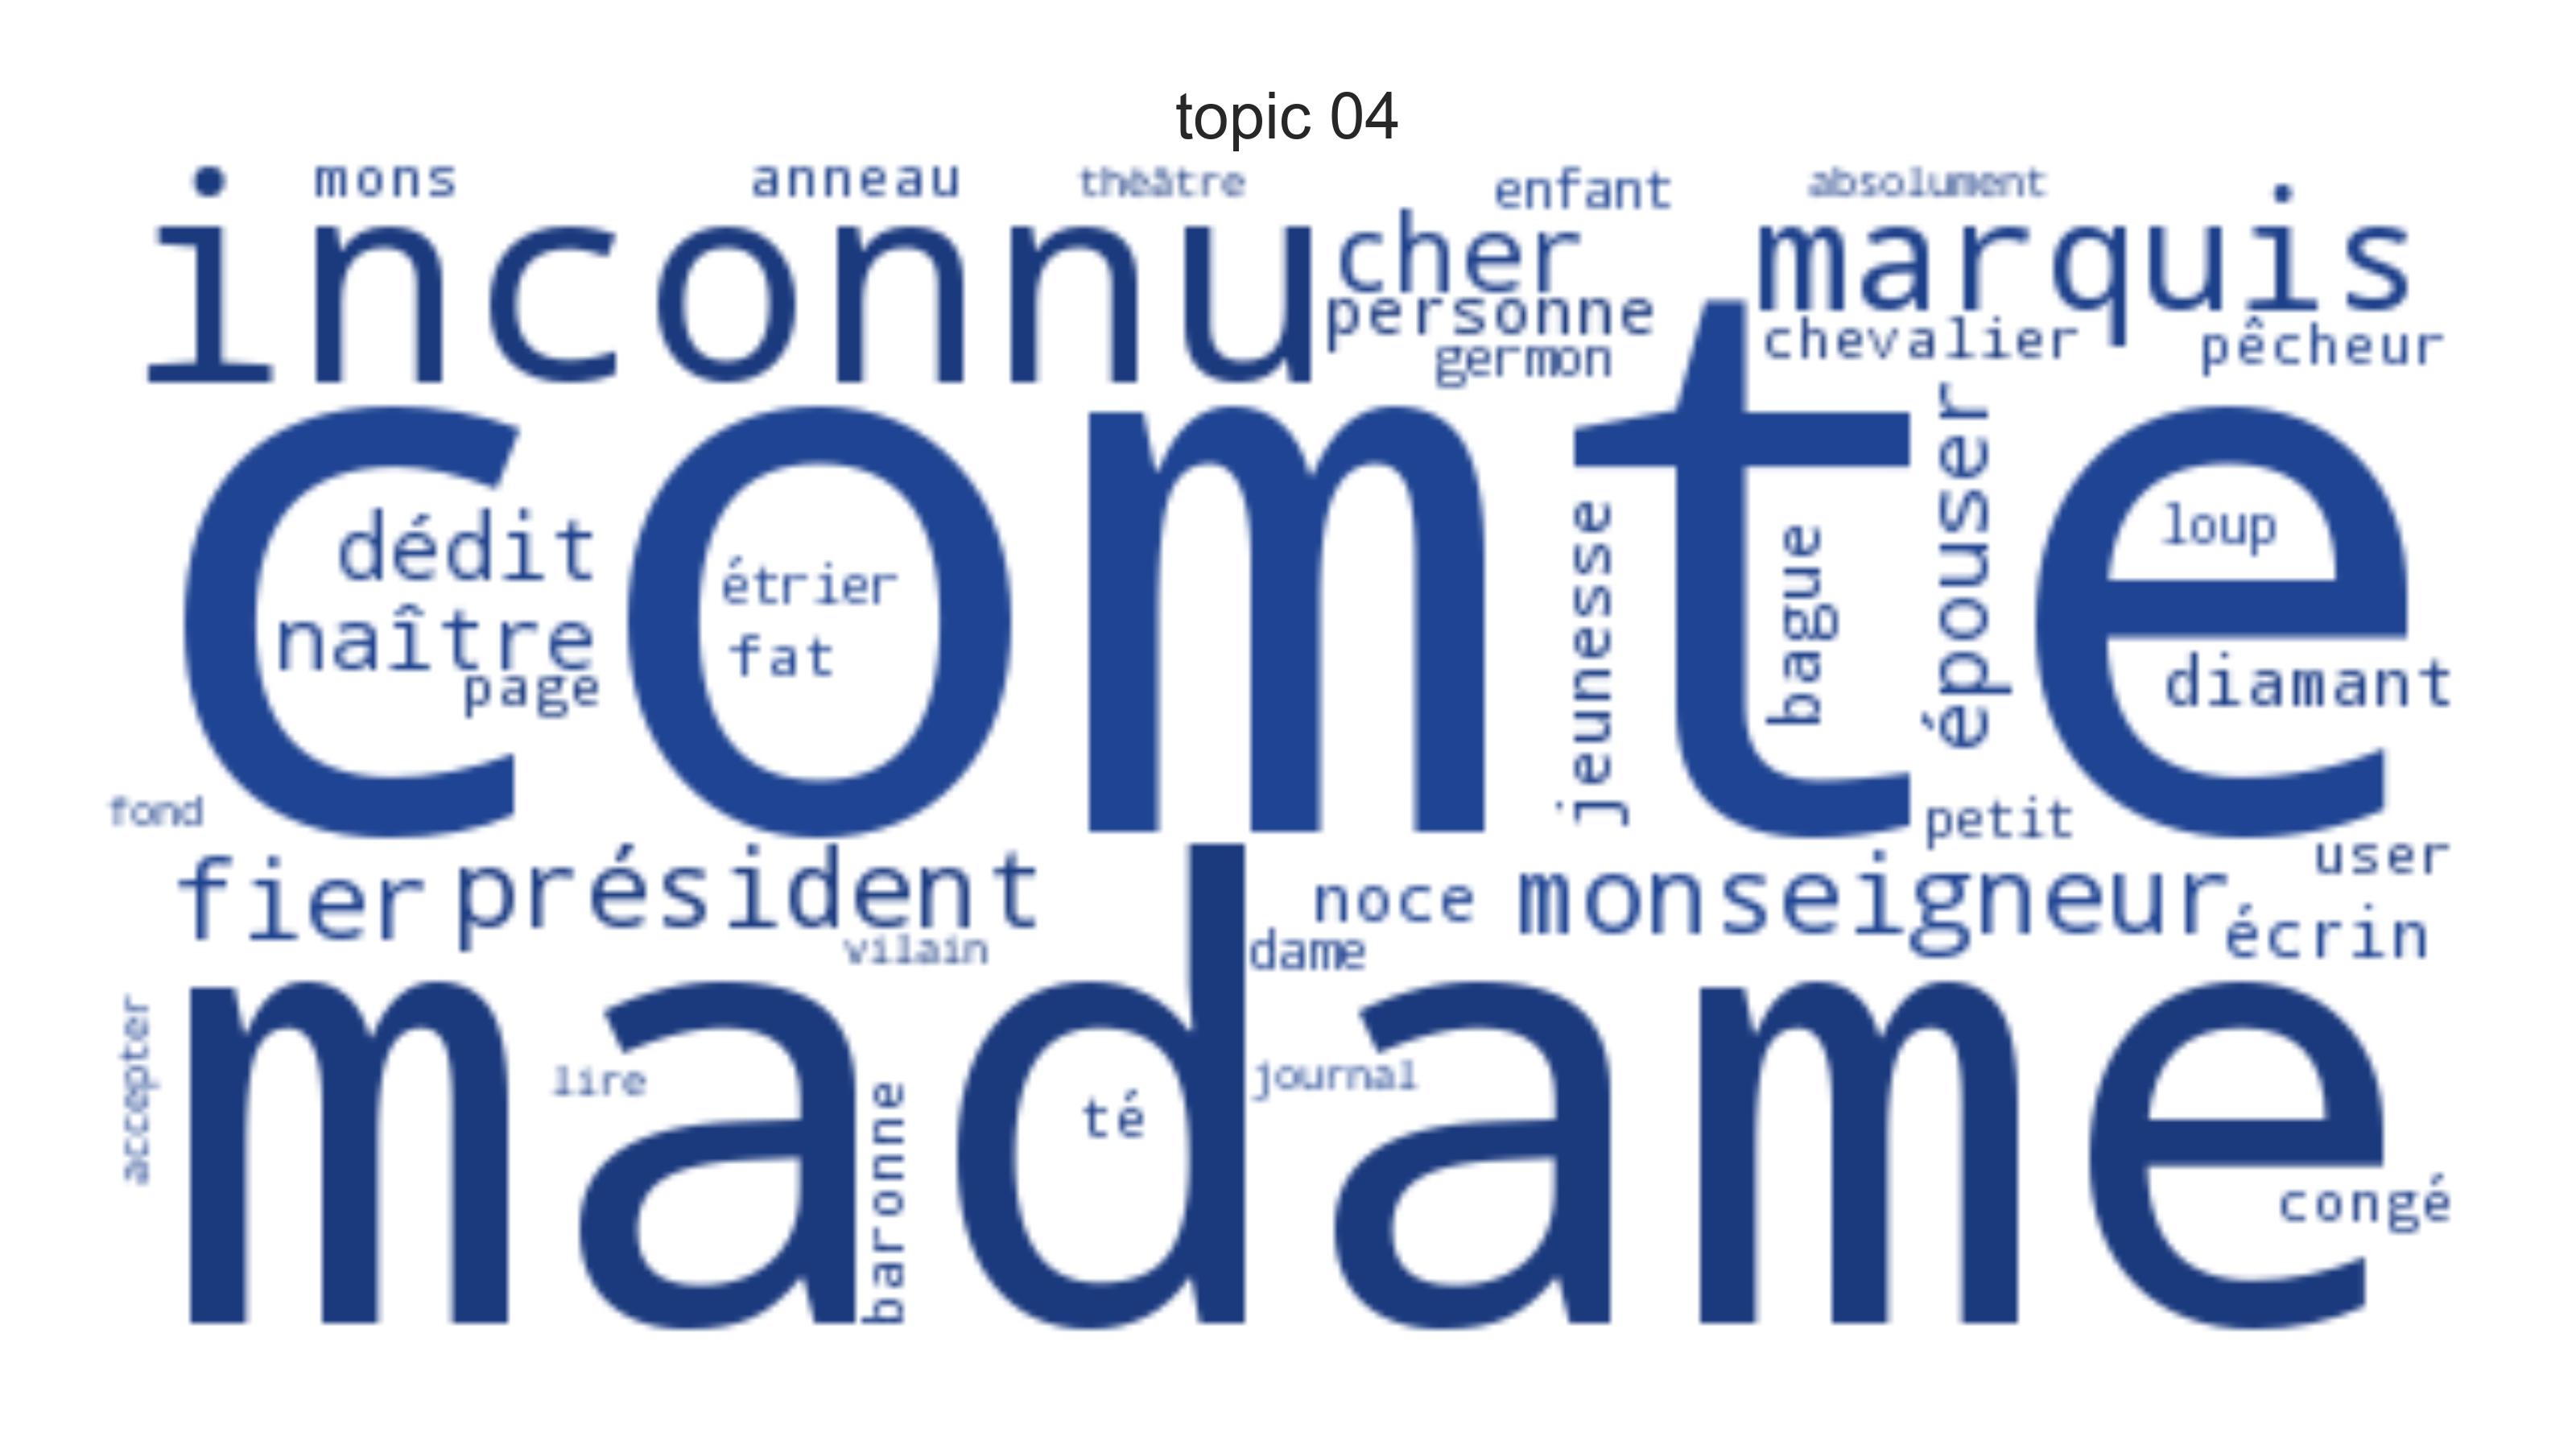 topic 04
mons
anneau
théâtre
enfant
absolument
inconnu
cher
marquis
personne
chevalier
pêcheur
germon
comte
dédit
étrier
jeunesse
bague
épouser
loup
naître
fat
page
diamant
fond
petit
fier
président
noce
monseigneur
user
écrin
vilain
dame
madame
accepter
lire
baronne
té
journal
congé